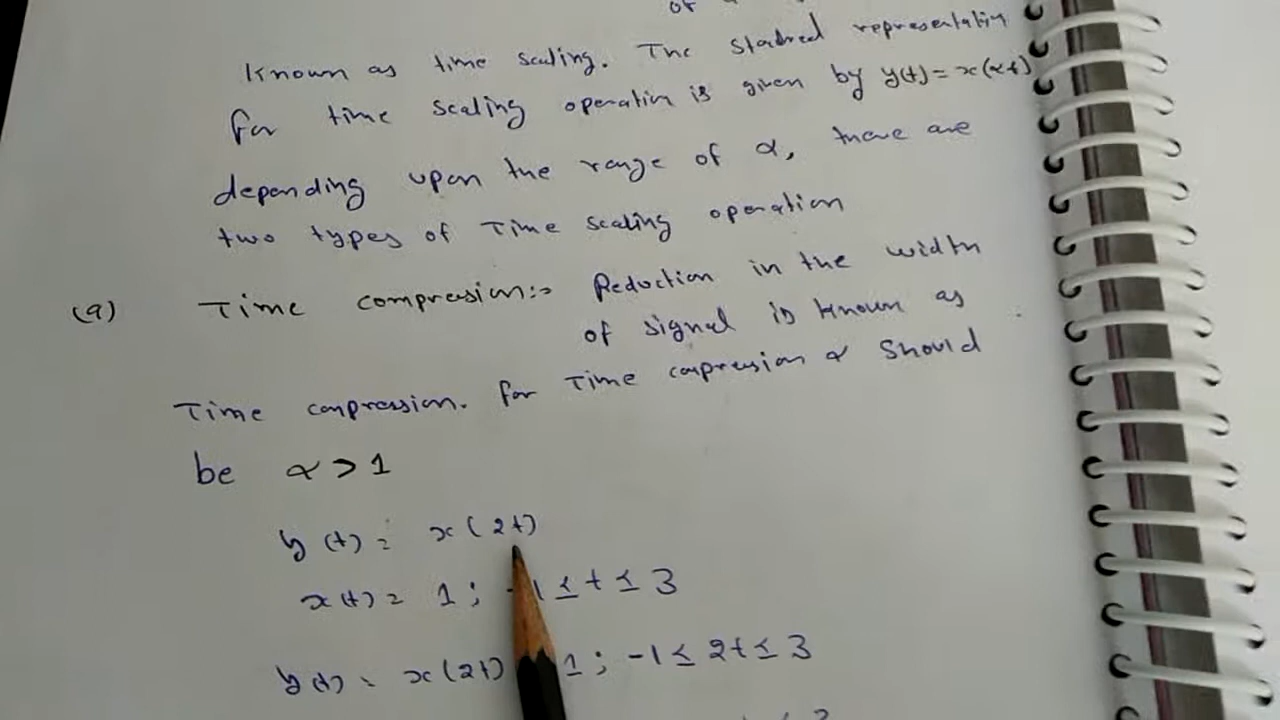 of
known as time scaling. The standred representation
for time scaling operation is given by y(t) = x(αt)
depending upon the range of α, there are
two types of Time scaling operation
(a) Time compression:- Reduction in the width
of signal is known as
Time compression. for Time compression α should
be α > 1
y(t) = x(2t)
x(t) = 1; -1 ≤ t ≤ 3
y(t) = x(2t) 1; -1 ≤ 2t ≤ 3